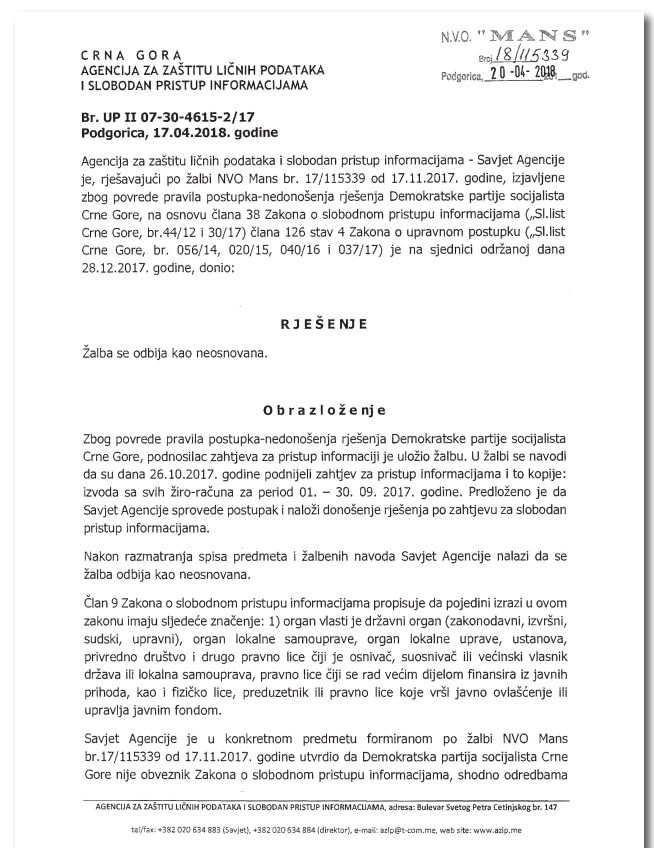 N.V.O. "MANS"
Broj 18/115339
Podgorica, 20-04-2018 god.
CRNA GORA
AGENCIJA ZA ZAŠTITU LIČNIH PODATAKA
I SLOBODAN PRISTUP INFORMACIJAMA
Br. UP II 07-30-4615-2/17
Podgorica, 17.04.2018. godine
Agencija za zaštitu ličnih podataka i slobodan pristup informacijama - Savjet Agencije
je, rješavajući po žalbi NVO Mans br. 17/115339 od 17.11.2017. godine, izjavljene
zbog povrede pravila postupka-nedonošenja rješenja Demokratske partije socijalista
Crne Gore, na osnovu člana 38 Zakona o slobodnom pristupu informacijama („Sl.list
Crne Gore, br.44/12 i 30/17) člana 126 stav 4 Zakona o upravnom postupku („Sl.list
Crne Gore, br. 056/14, 020/15, 040/16 i 037/17) je na sjednici održanoj dana
28.12.2017. godine, donio:
RJEŠENJE
Žalba se odbija kao neosnovana.
Obrazloženje
Zbog povrede pravila postupka-nedonošenja rješenja Demokratske partije socijalista
Crne Gore, podnosilac zahtjeva za pristup informaciji je uložio žalbu. U žalbi se navodi
da su dana 26.10.2017. godine podnijeli zahtjev za pristup informacijama i to kopije:
izvoda sa svih žiro-računa za period 01. – 30. 09. 2017. godine. Predloženo je da
Savjet Agencije sprovede postupak i naloži donošenje rješenja po zahtjevu za slobodan
pristup informacijama.
Nakon razmatranja spisa predmeta i žalbenih navoda Savjet Agencije nalazi da se
žalba odbija kao neosnovana.
Član 9 Zakona o slobodnom pristupu informacijama propisuje da pojedini izrazi u ovom
zakonu imaju sljedeće značenje: 1) organ vlasti je državni organ (zakonodavni, izvršni,
sudski, upravni), organ lokalne samouprave, organ lokalne uprave, ustanova,
privredno društvo i drugo pravno lice čiji je osnivač, suosnivač ili većinski vlasnik
država ili lokalna samouprava, pravno lice čiji se rad većim dijelom finansira iz javnih
prihoda, kao i fizičko lice, preduzetnik ili pravno lice koje vrši javno ovlašćenje ili
upravlja javnim fondom.
Savjet Agencije je u konkretnom predmetu formiranom po žalbi NVO Mans
br.17/115339 od 17.11.2017. godine utvrdio da Demokratska partija socijalista Crne
Gore nije obveznik Zakona o slobodnom pristupu informacijama, shodno odredbama
AGENCIJA ZA ZAŠTITU LIČNIH PODATAKA I SLOBODAN PRISTUP INFORMACIJAMA, adresa: Bulevar Svetog Petra Cetinjskog br. 147
tel/fax: +382 020 634 883 (Savjet), +382 020 634 884 (direktor), e-mail: azlp@t-com.me, web site: www.azlp.me